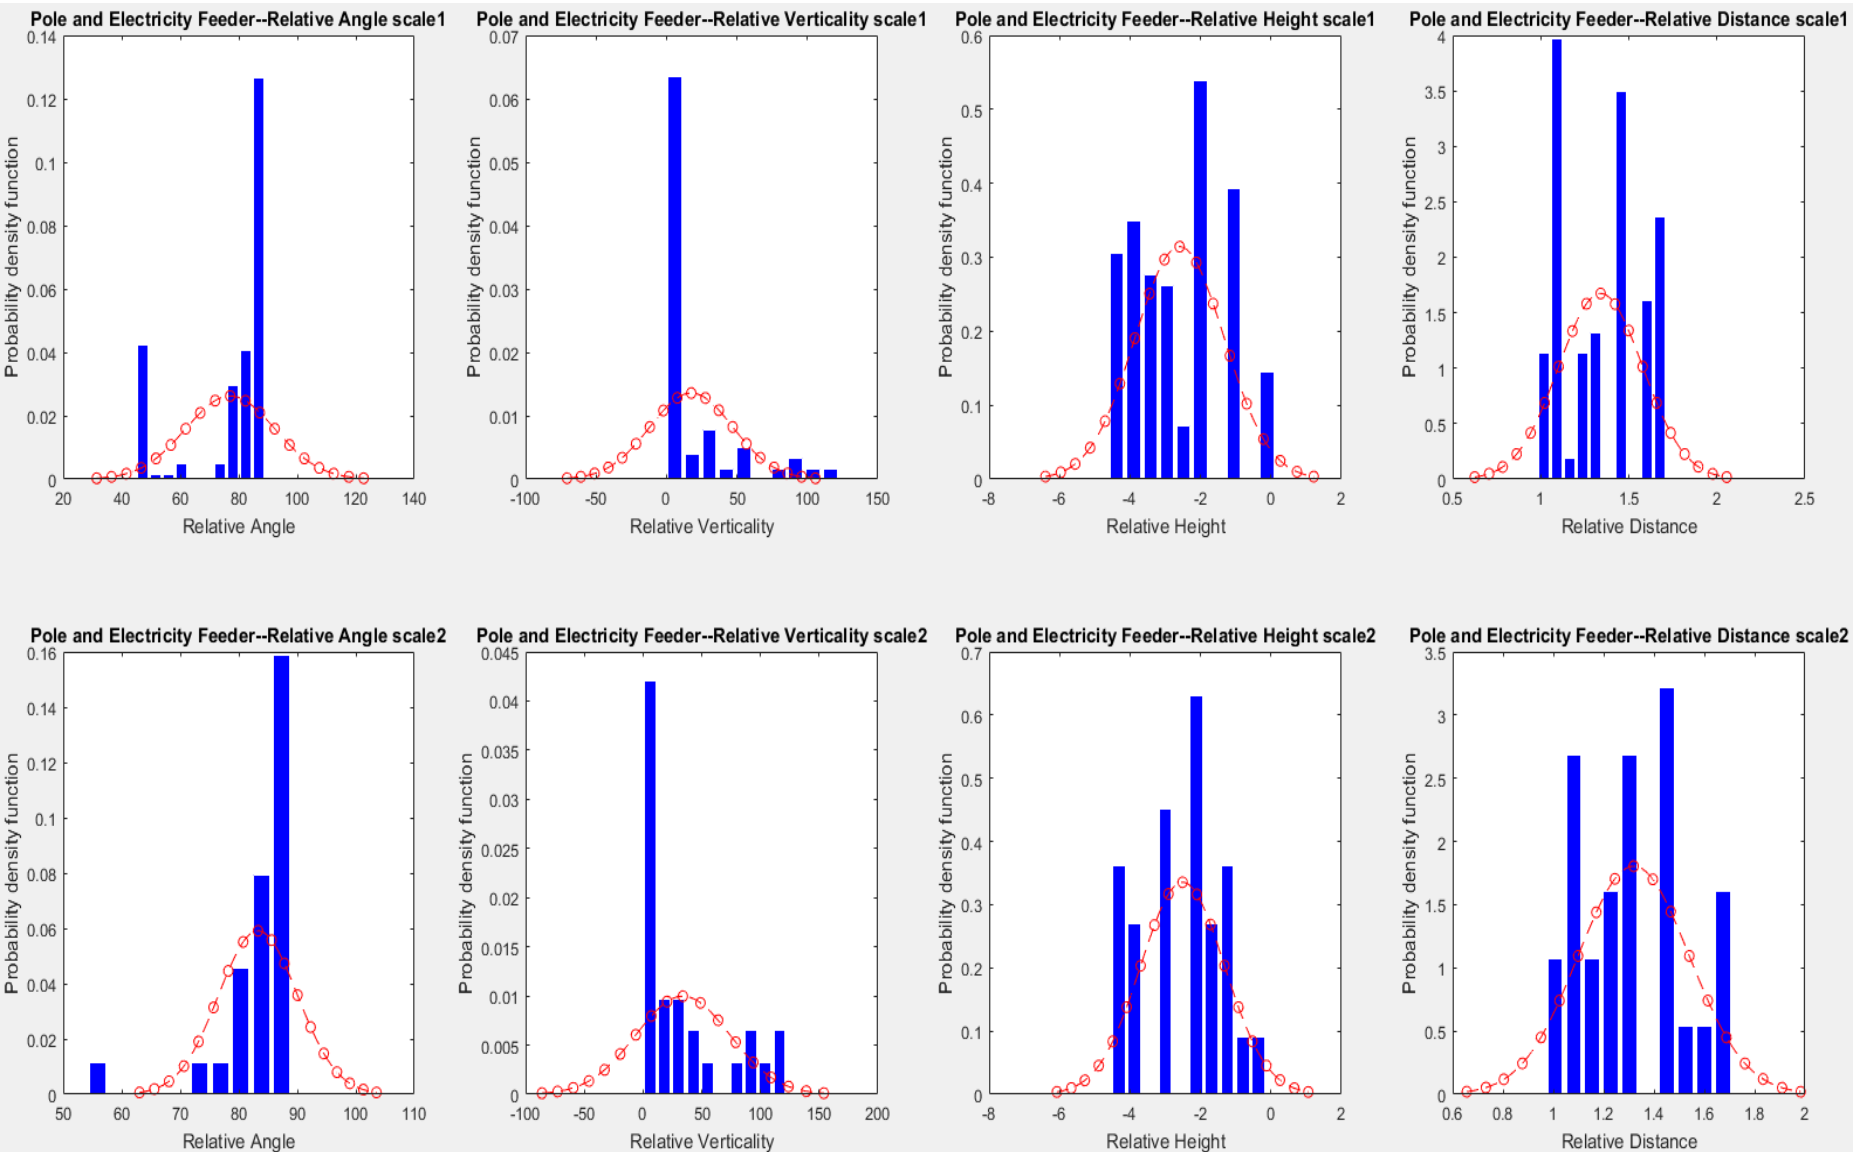 Pole and Electricity Feeder--Relative Angle scale1
0.14
0.12
0.1
0.08
0.06
0.04
0.02
0
20 40 60 80 100 120 140
Probability density function
Relative Angle
Pole and Electricity Feeder--Relative Verticality scale1
0.07
0.06
0.05
0.04
0.03
0.02
0.01
0
-100 -50 0 50 100 150
Probability density function
Relative Verticality
Pole and Electricity Feeder--Relative Height scale1
0.6
0.5
0.4
0.3
0.2
0.1
0
-8 -6 -4 -2 0 2
Probability density function
Relative Height
Pole and Electricity Feeder--Relative Distance scale1
4
3.5
3
2.5
2
1.5
1
0.5
0
0.5 1 1.5 2 2.5
Probability density function
Relative Distance
Pole and Electricity Feeder--Relative Angle scale2
0.16
0.14
0.12
0.1
0.08
0.06
0.04
0.02
0
50 60 70 80 90 100 110
Probability density function
Relative Angle
Pole and Electricity Feeder--Relative Verticality scale2
0.045
0.04
0.035
0.03
0.025
0.02
0.015
0.01
0.005
0
-100 -50 0 50 100 150 200
Probability density function
Relative Verticality
Pole and Electricity Feeder--Relative Height scale2
0.7
0.6
0.5
0.4
0.3
0.2
0.1
0
-8 -6 -4 -2 0 2
Probability density function
Relative Height
Pole and Electricity Feeder--Relative Distance scale2
3.5
3
2.5
2
1.5
1
0.5
0
0.6 0.8 1 1.2 1.4 1.6 1.8 2
Probability density function
Relative Distance